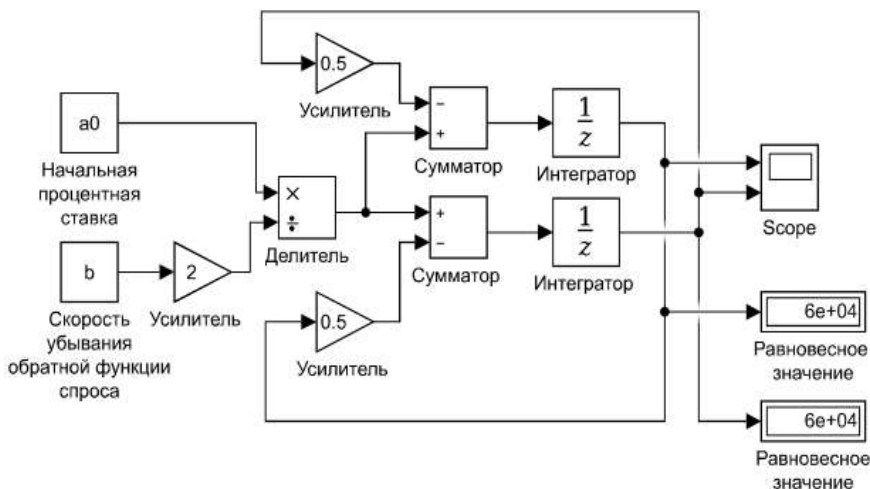 0.5
Усилитель
a0
Начальная
процентная
ставка
−
+
Сумматор
1
z
Интегратор
Scope
×
÷
Делитель
+
−
Сумматор
1
z
Интегратор
b
Скорость
убывания
обратной функции
спроса
2
Усилитель
0.5
Усилитель
6e+04
Равновесное
значение
6e+04
Равновесное
значение